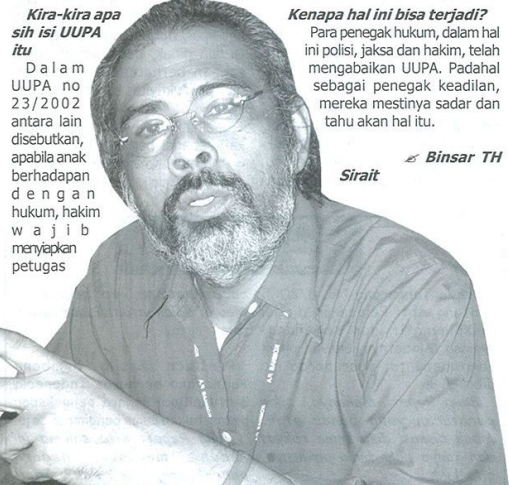 Kira-kira apa
sih isi UUPA
itu
Dalam
UUPA no
23/2002
antara lain
disebutkan,
apabila anak
berhadapan
dengan
hukum, hakim
wajib
menyiapkan
petugas
Kenapa hal ini bisa terjadi?
Para penegak hukum, dalam hal
ini polisi, jaksa dan hakim, telah
mengabaikan UUPA. Padahal
sebagai penegak keadilan,
mereka mestinya sadar dan
tahu akan hal itu.
✍ Binsar TH
Sirait